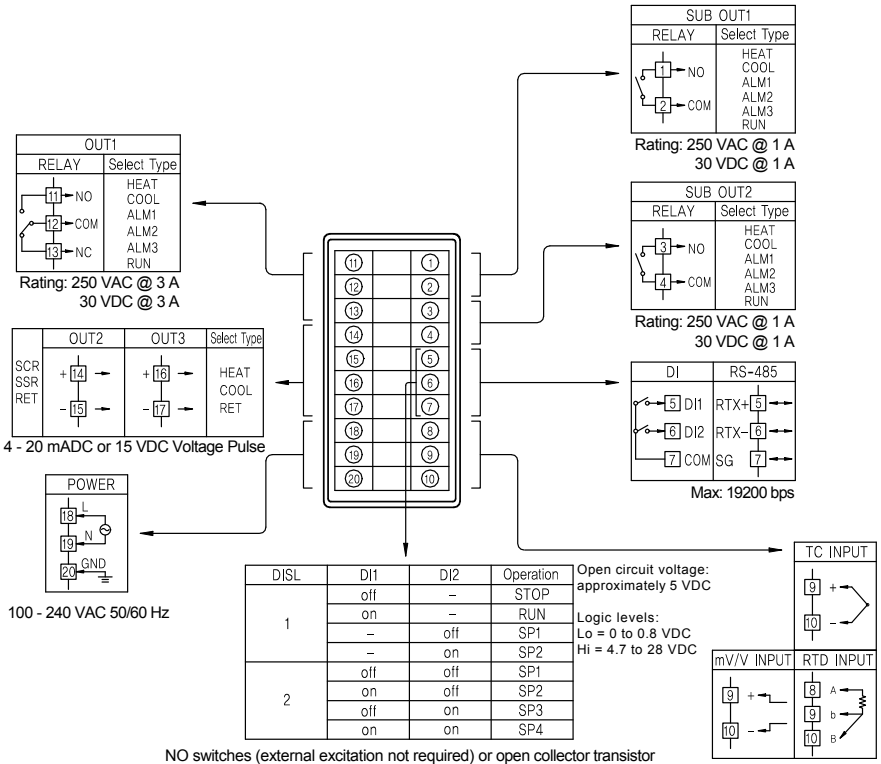 SUB OUT1
RELAY Select Type
1 NO
2 COM
HEAT
COOL
ALM1
ALM2
ALM3
RUN
Rating: 250 VAC @ 1 A
30 VDC @ 1 A
OUT1
RELAY Select Type
11 NO
12 COM
13 NC
HEAT
COOL
ALM1
ALM2
ALM3
RUN
Rating: 250 VAC @ 3 A
30 VDC @ 3 A
SUB OUT2
RELAY Select Type
3 NO
4 COM
HEAT
COOL
ALM1
ALM2
ALM3
RUN
Rating: 250 VAC @ 1 A
30 VDC @ 1 A
11 1
12 2
13 3
14 4
15 5
16 6
17 7
18 8
19 9
20 10
OUT2 OUT3 Select Type
SCR
SSR
RET
+ 14 + 16
- 15 - 17
HEAT
COOL
RET
4 - 20 mADC or 15 VDC Voltage Pulse
DI RS-485
5 DI1 RTX+ 5
6 DI2 RTX- 6
7 COM SG 7
Max: 19200 bps
POWER
18 L
19 N
20 GND
100 - 240 VAC 50/60 Hz
DISL DI1 DI2 Operation
1
off – STOP
on – RUN
– off SP1
– on SP2
2
off off SP1
on off SP2
off on SP3
on on SP4
Open circuit voltage:
approximately 5 VDC
Logic levels:
Lo = 0 to 0.8 VDC
Hi = 4.7 to 28 VDC
NO switches (external excitation not required) or open collector transistor
TC INPUT
9 +
10 -
mV/V INPUT RTD INPUT
9 +
10 -
8 A
9 b
10 B